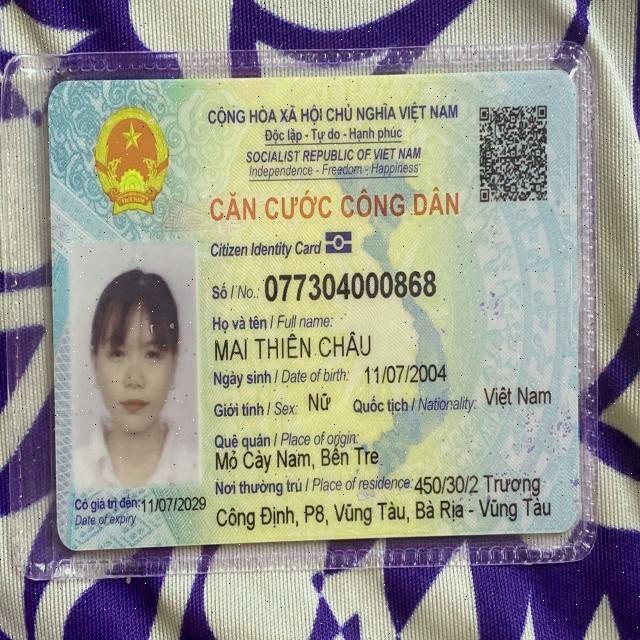 CỘNG HÒA XÃ HỘI CHỦ NGHĨA VIỆT NAM
Độc lập - Tự do - Hạnh phúc
SOCIALIST REPUBLIC OF VIET NAM
Independence - Freedom - Happiness
CĂN CƯỚC CÔNG DÂN
Citizen Identity Card
Số / No.: 077304000868
Họ và tên / Full name:
MAI THIÊN CHÂU
Ngày sinh / Date of birth: 11/07/2004
Giới tính / Sex: Nữ Quốc tịch / Nationality: Việt Nam
Quê quán / Place of origin:
Mỏ Cày Nam, Bến Tre
Nơi thường trú / Place of residence: 450/30/2 Trương
Công Định, P8, Vũng Tàu, Bà Rịa - Vũng Tàu
Có giá trị đến: 11/07/2029
Date of expiry